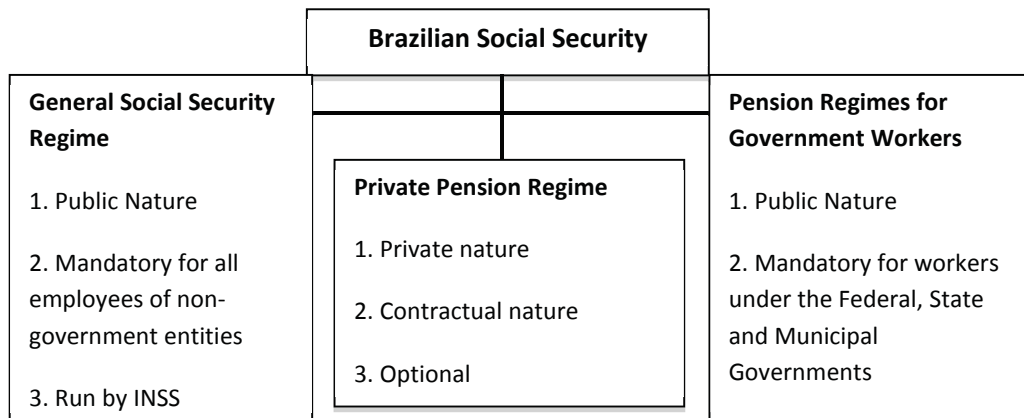 Brazilian Social Security
General Social Security
Regime
1. Public Nature
2. Mandatory for all
employees of non-
government entities
3. Run by INSS
Private Pension Regime
1. Private nature
2. Contractual nature
3. Optional
Pension Regimes for
Government Workers
1. Public Nature
2. Mandatory for workers
under the Federal, State
and Municipal
Governments